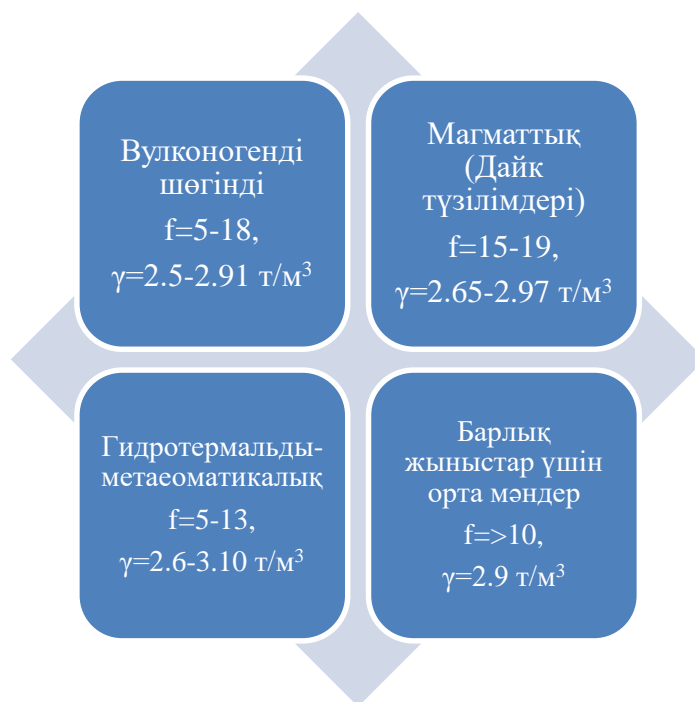 Вулконогенді
шөгінді
f=5-18,
γ=2.5-2.91 т/м³
Магматтық
(Дайк
түзілімдері)
f=15-19,
γ=2.65-2.97 т/м³
Гидротермальды-
метаеоматикалық
f=5-13,
γ=2.6-3.10 т/м³
Барлық
жыныстар үшін
орта мәндер
f=>10,
γ=2.9 т/м³